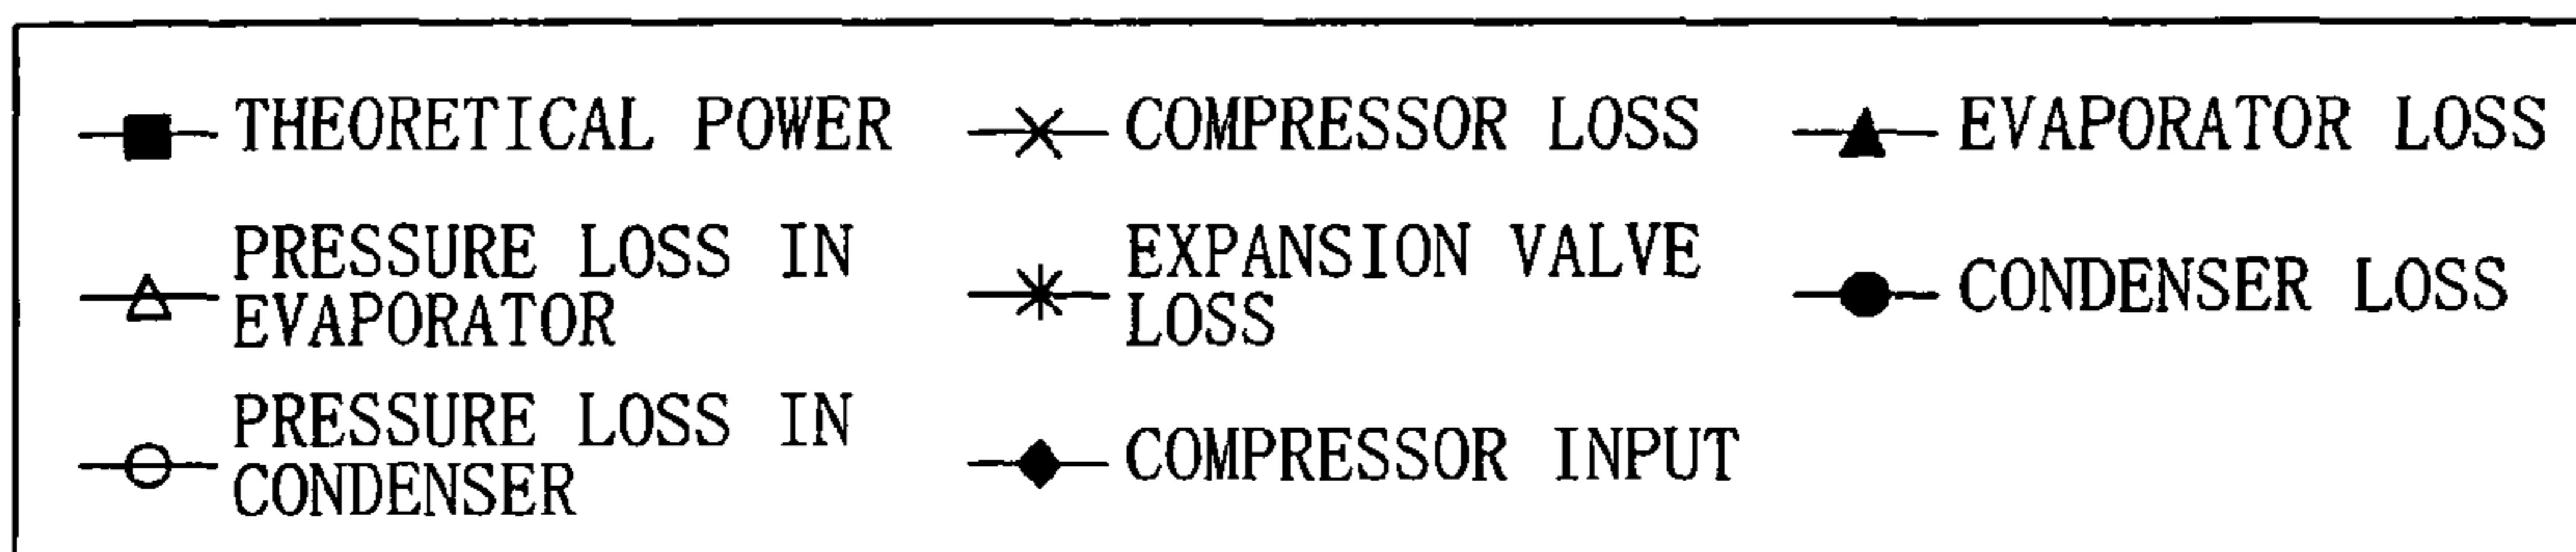 THEORETICAL POWER
COMPRESSOR LOSS
EVAPORATOR LOSS
PRESSURE LOSS IN
EVAPORATOR
EXPANSION VALVE
LOSS
CONDENSER LOSS
PRESSURE LOSS IN
CONDENSER
COMPRESSOR INPUT